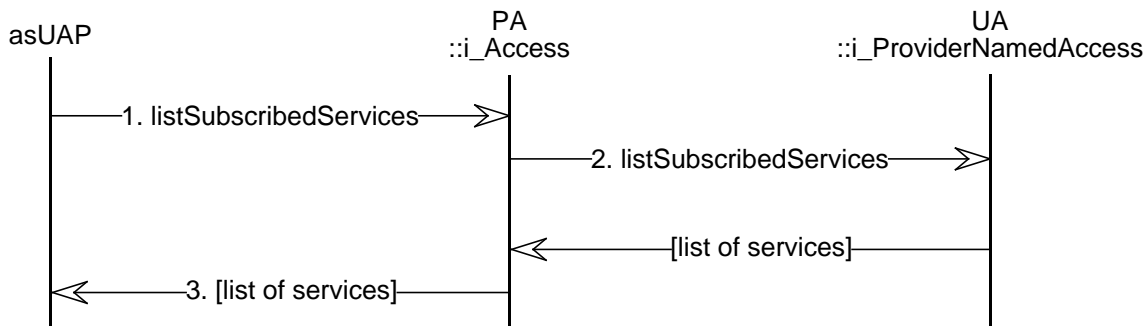 asUAP
PA
::i_Access
UA
::i_ProviderNamedAccess
1. listSubscribedServices
2. listSubscribedServices
[list of services]
3. [list of services]